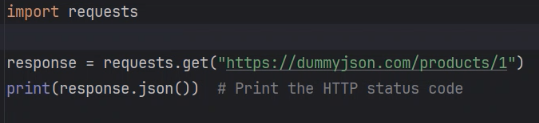 import requests
response = requests.get("https://dummyjson.com/products/1")
print(response.json())  # Print the HTTP status code